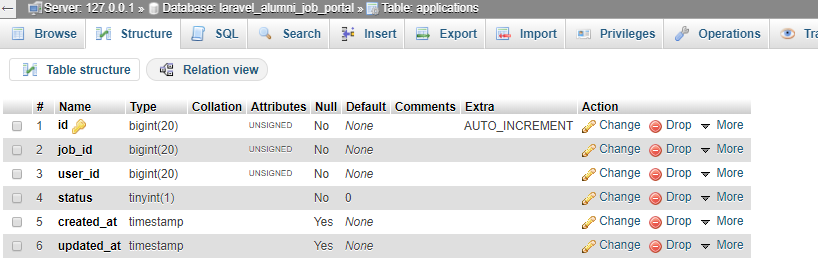 ← Server: 127.0.0.1 » Database: laravel_alumni_job_portal » Table: applications
Browse Structure SQL Search Insert Export Import Privileges Operations Tra
Table structure Relation view
# Name Type Collation Attributes Null Default Comments Extra Action
1 id bigint(20) UNSIGNED No None AUTO_INCREMENT Change Drop More
2 job_id bigint(20) UNSIGNED No None Change Drop More
3 user_id bigint(20) UNSIGNED No None Change Drop More
4 status tinyint(1) No 0 Change Drop More
5 created_at timestamp Yes None Change Drop More
6 updated_at timestamp Yes None Change Drop More